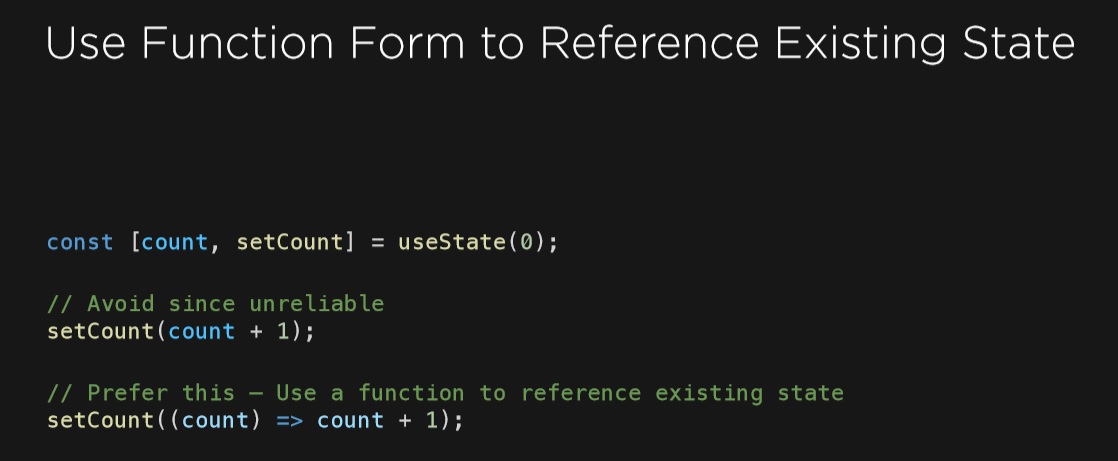 Use Function Form to Reference Existing State
const [count, setCount] = useState(0);
// Avoid since unreliable
setCount(count + 1);
// Prefer this – Use a function to reference existing state
setCount((count) => count + 1);